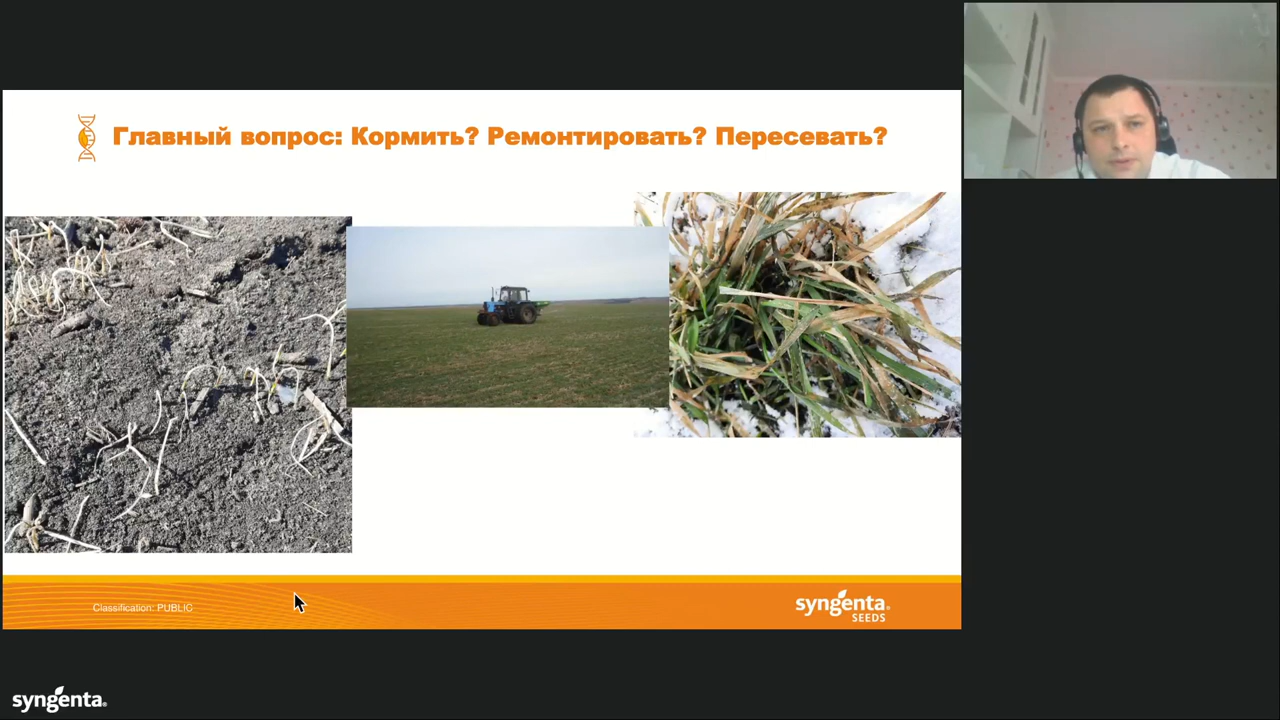 Главный вопрос: Кормить? Ремонтировать? Пересевать?
Classification: PUBLIC
syngenta
SEEDS
syngenta